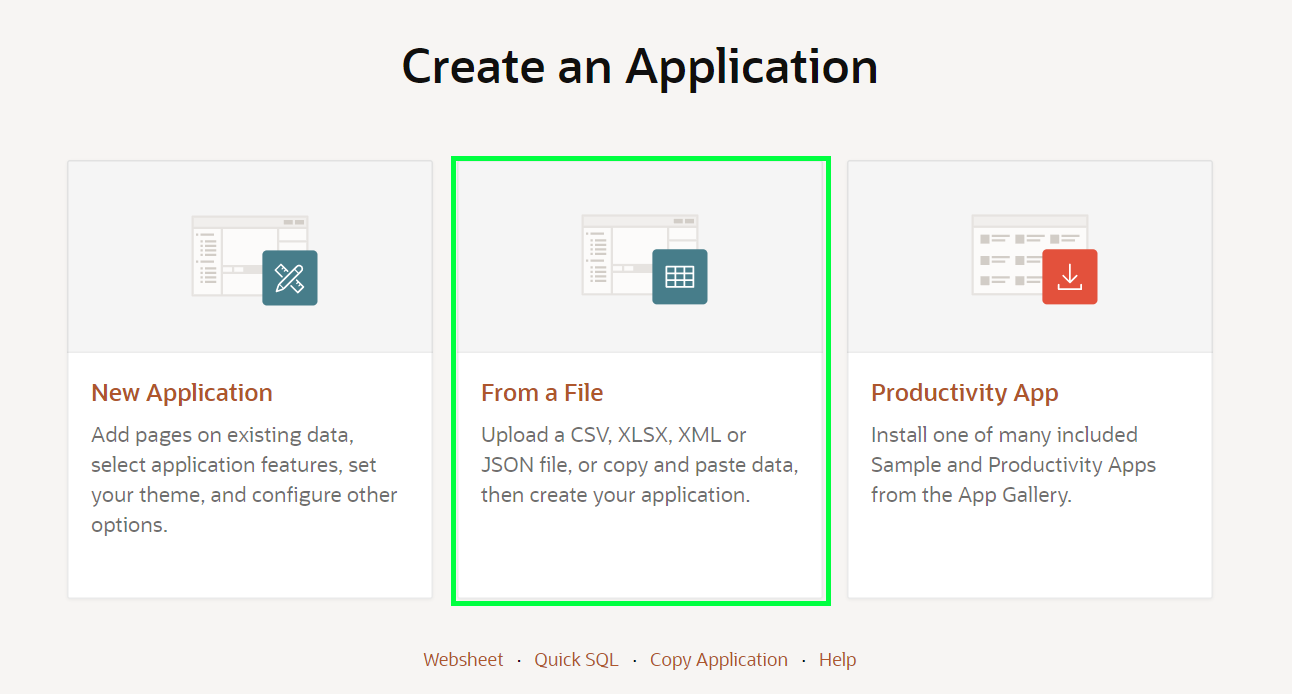 Create an Application
New Application
Add pages on existing data,
select application features, set
your theme, and configure other
options.
From a File
Upload a CSV, XLSX, XML or
JSON file, or copy and paste data,
then create your application.
Productivity App
Install one of many included
Sample and Productivity Apps
from the App Gallery.
Websheet · Quick SQL · Copy Application · Help